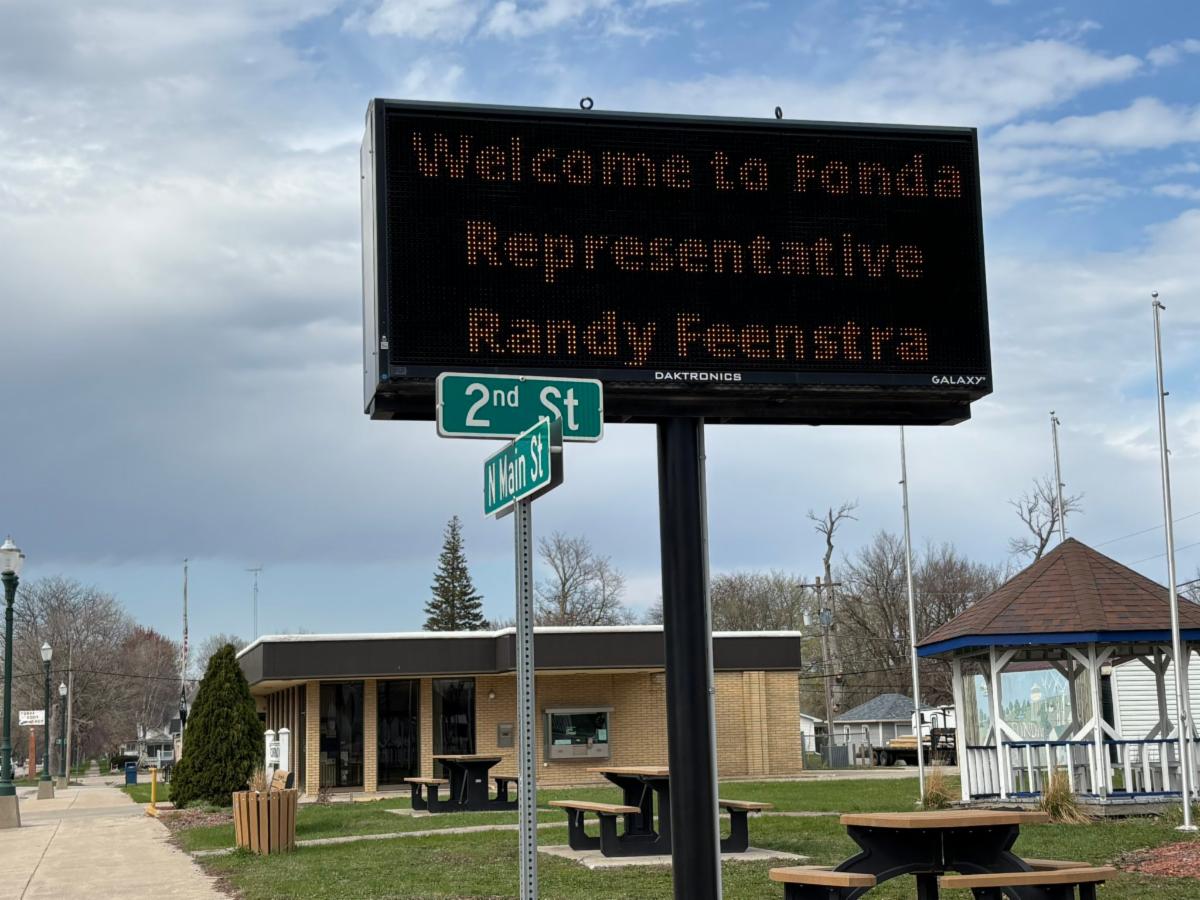 Welcome to Fonda
Representative
Randy Feenstra
DAKTRONICS
GALAXY
2nd St
N Main St